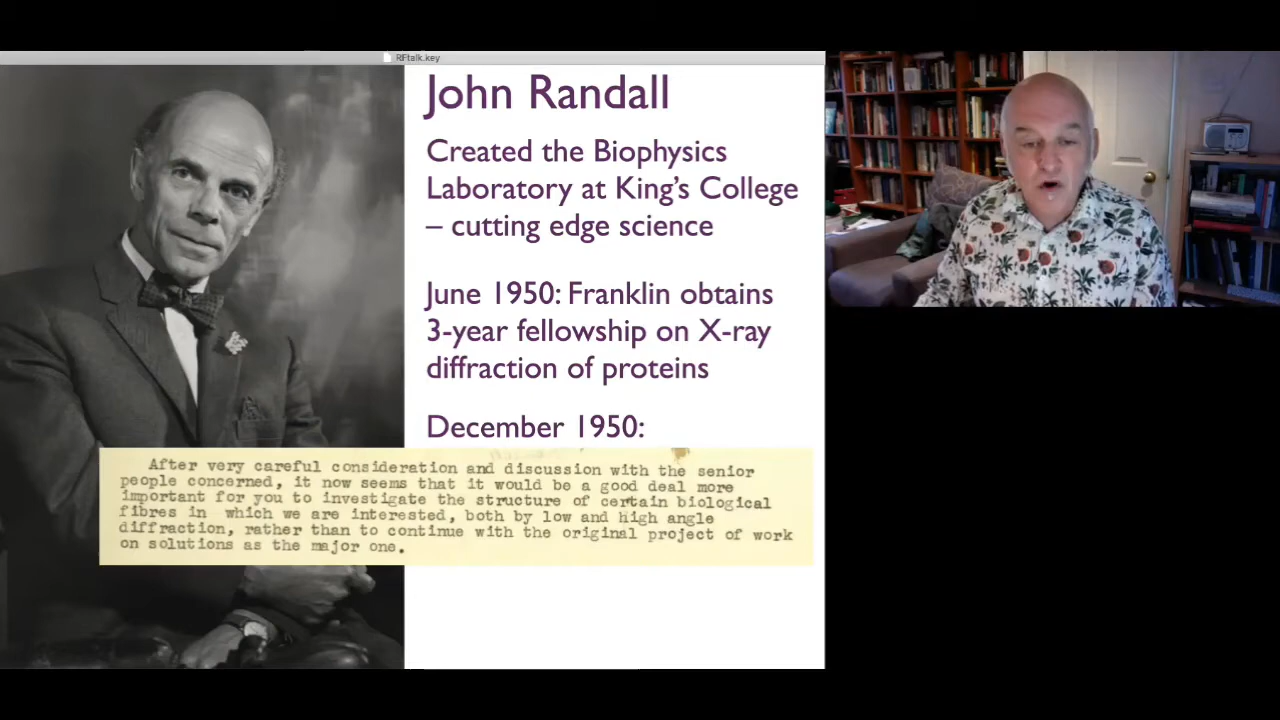 RFtalk.key
John Randall
Created the Biophysics
Laboratory at King's College
– cutting edge science
June 1950: Franklin obtains
3-year fellowship on X-ray
diffraction of proteins
December 1950:
After very careful consideration and discussion with the senior
people concerned, it now seems that it would be a good deal more
important for you to investigate the structure of certain biological
fibres in which we are interested, both by low and high angle
diffraction, rather than to continue with the original project of work
on solutions as the major one.